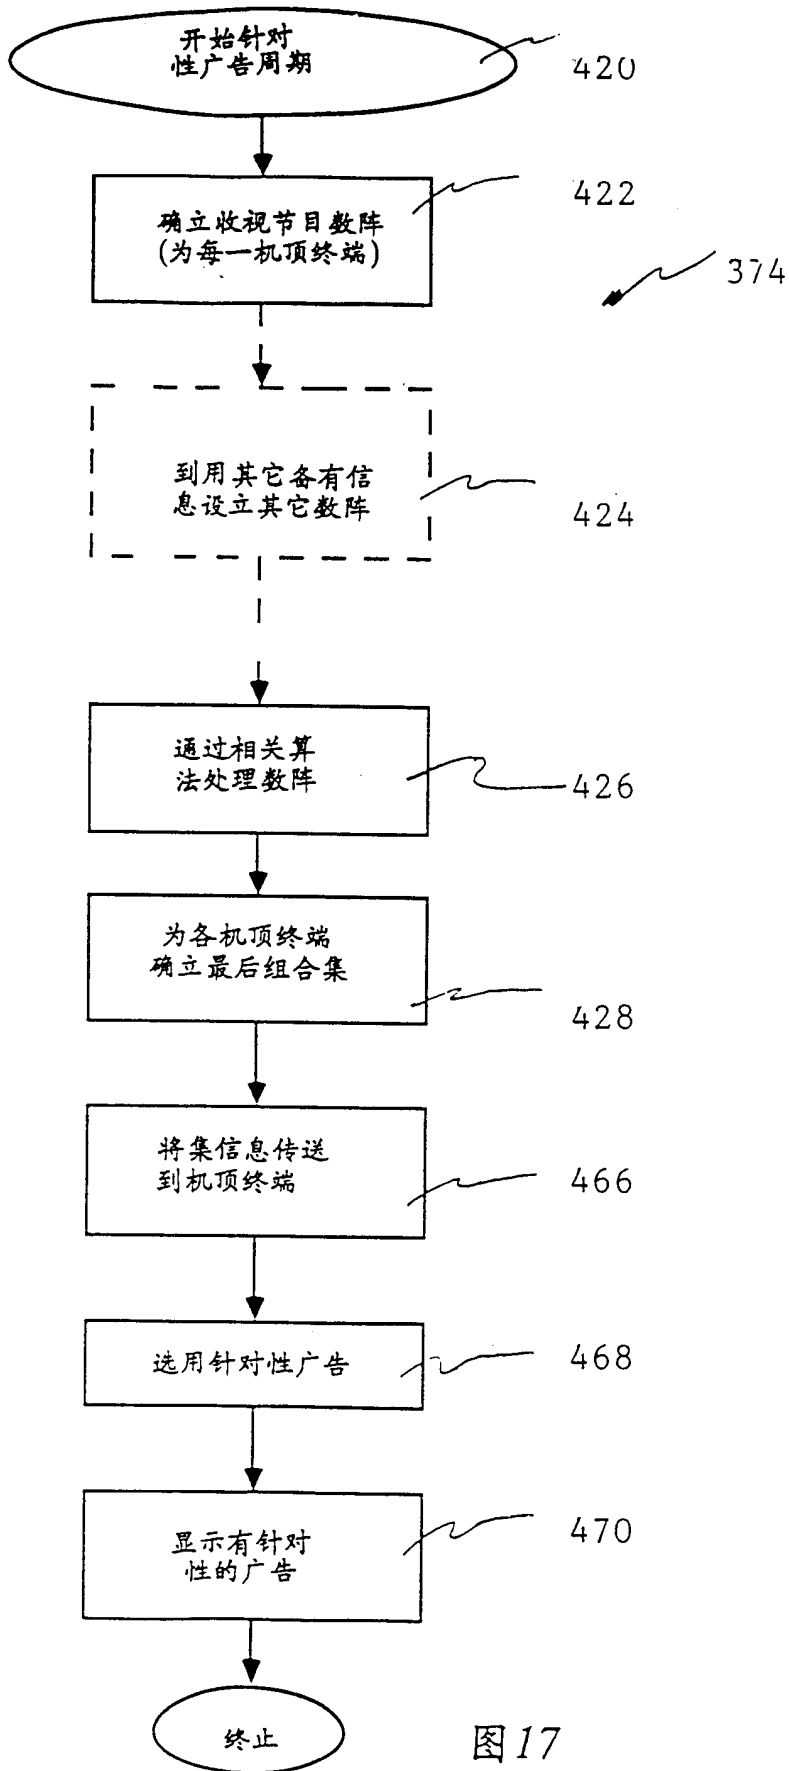 开始针对
性广告周期
420
确立收视节目数阵
(为每一机顶终端)
422
374
到用其它备有信
息设立其它数阵
424
通过相关算
法处理数阵
426
为各机顶终端
确立最后组合集
428
将集信息传送
到机顶终端
466
选用针对性广告
468
显示有针对
性的广告
470
终止
图17